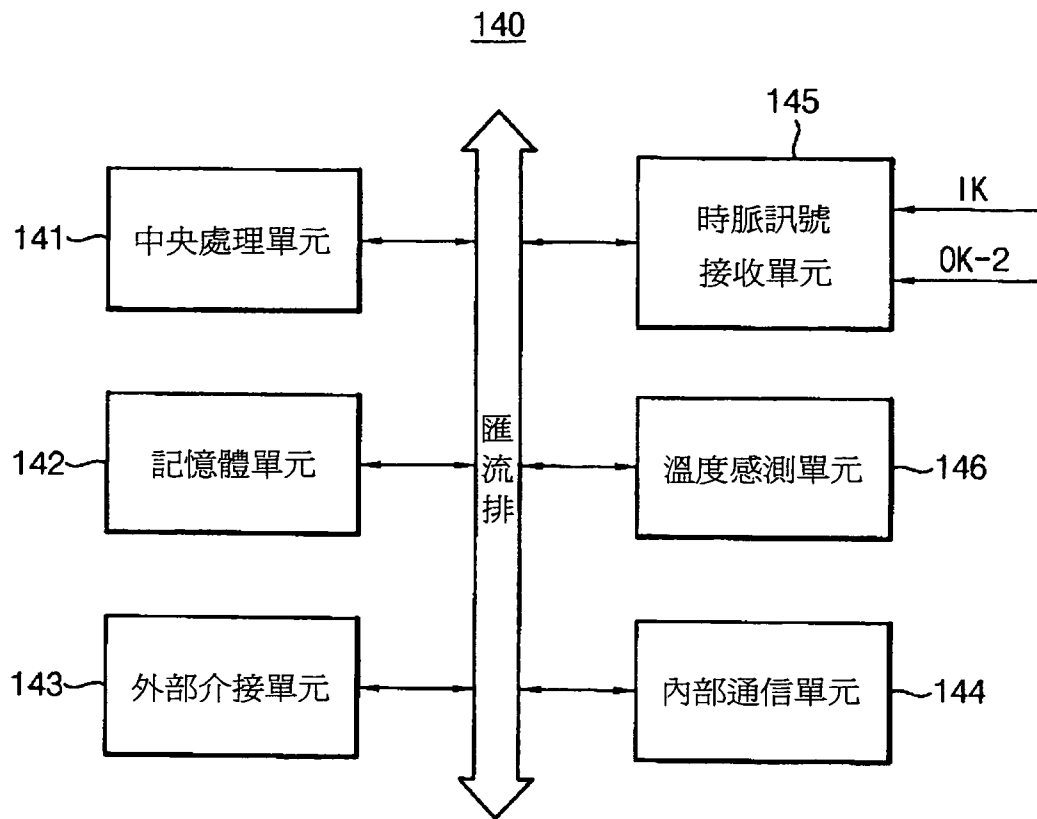 140
145
141
中央處理單元
時脈訊號
接收單元
IK
OK-2
142
記憶體單元
匯流排
溫度感測單元
146
143
外部介接單元
內部通信單元
144